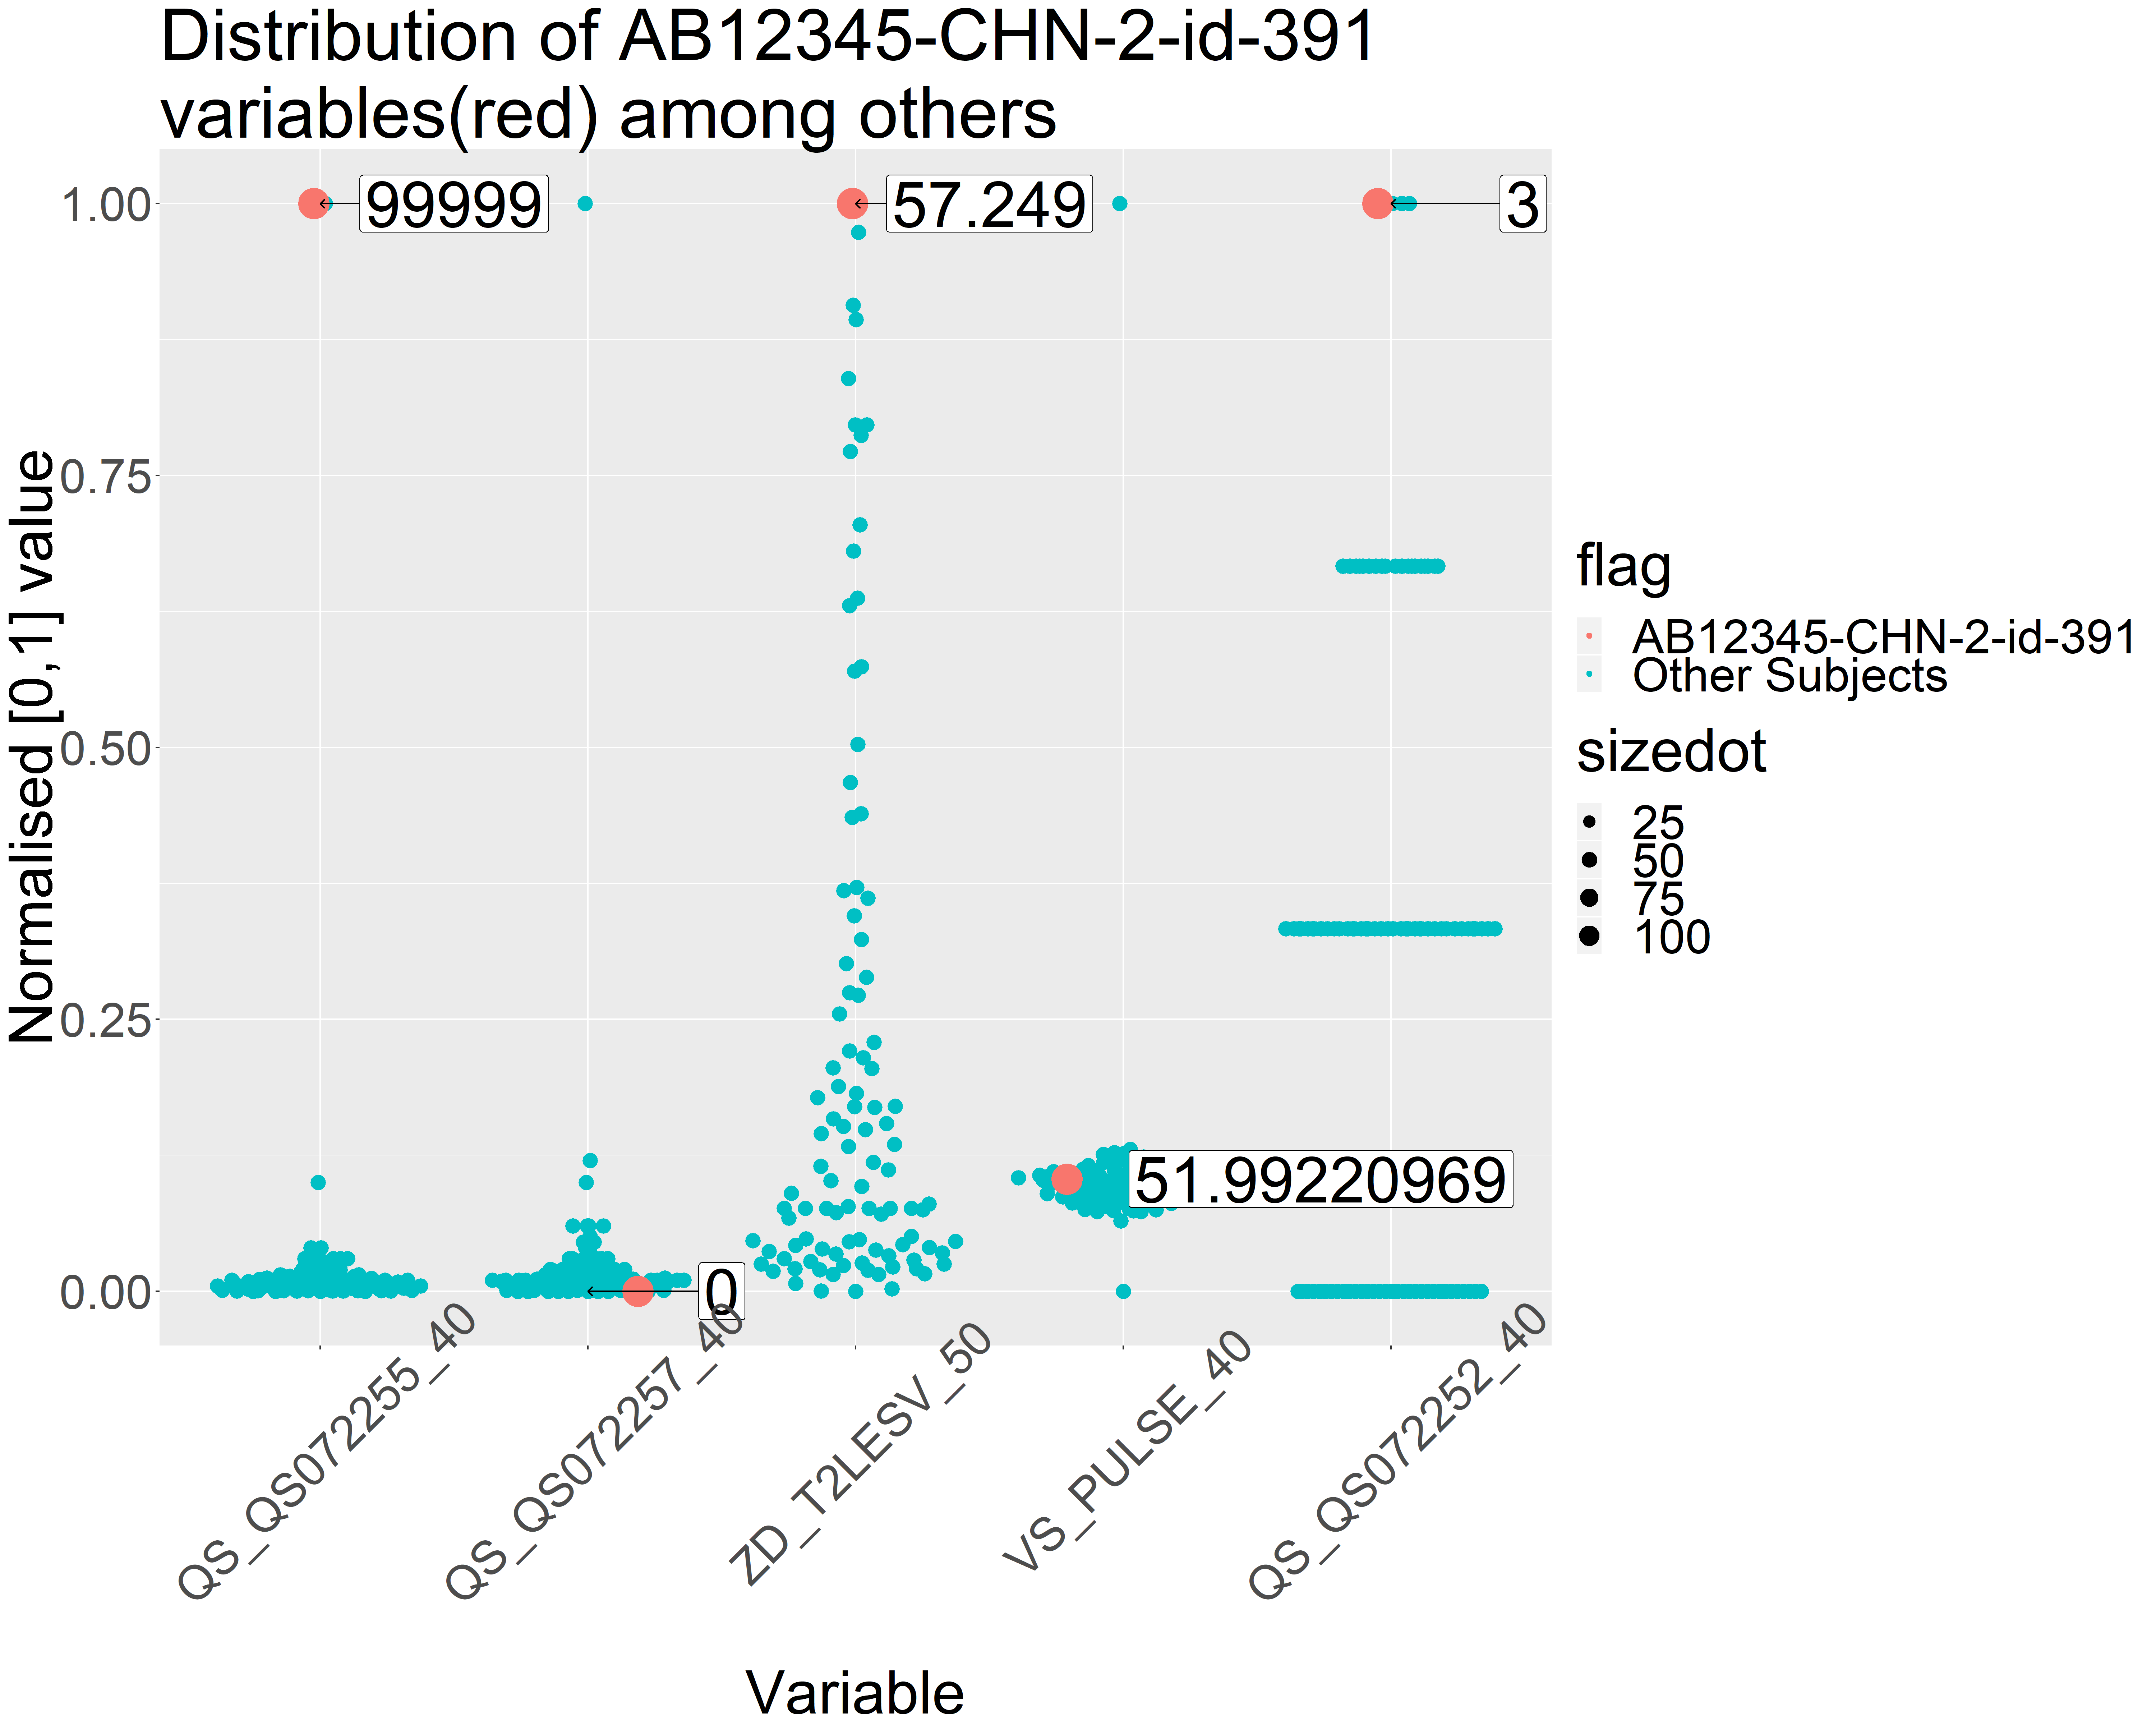 Distribution of AB12345-CHN-2-id-391
variables(red) among others
Normalised [0,1] value
1.00
0.75
0.50
0.25
0.00
99999
57.249
3
51.99220969
0
QS_QS072255_40
QS_QS072257_40
ZD_T2LESV_50
VS_PULSE_40
QS_QS072252_40
Variable
flag
AB12345-CHN-2-id-391
Other Subjects
sizedot
25
50
75
100